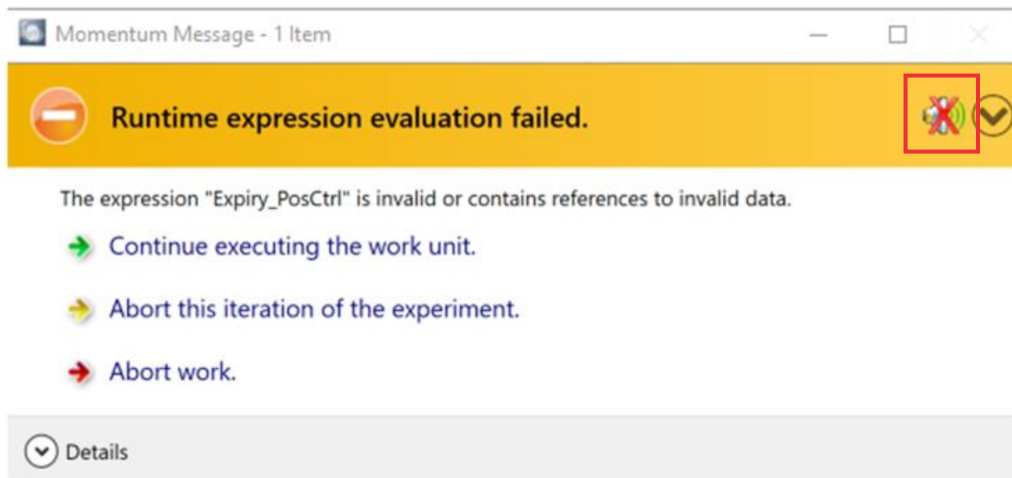 Momentum Message - 1 Item
Runtime expression evaluation failed.
The expression "Expiry_PosCtrl" is invalid or contains references to invalid data.
Continue executing the work unit.
Abort this iteration of the experiment.
Abort work.
Details